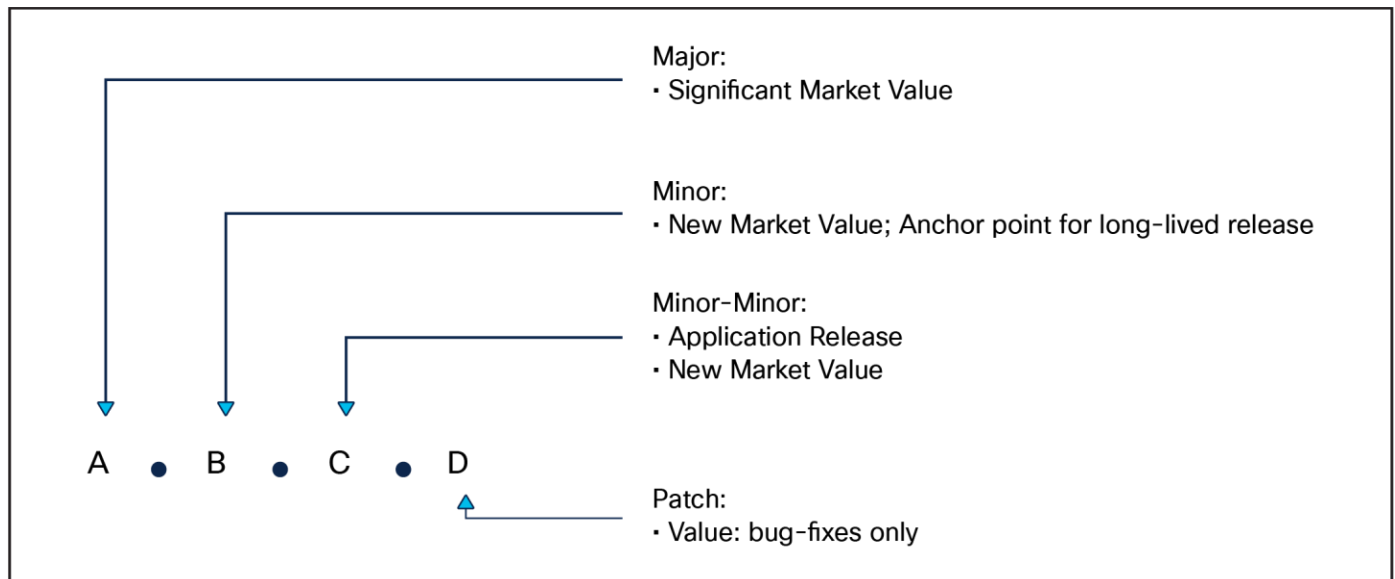 Major:
· Significant Market Value
Minor:
· New Market Value; Anchor point for long-lived release
Minor-Minor:
· Application Release
· New Market Value
A • B • C • D
Patch:
· Value: bug-fixes only